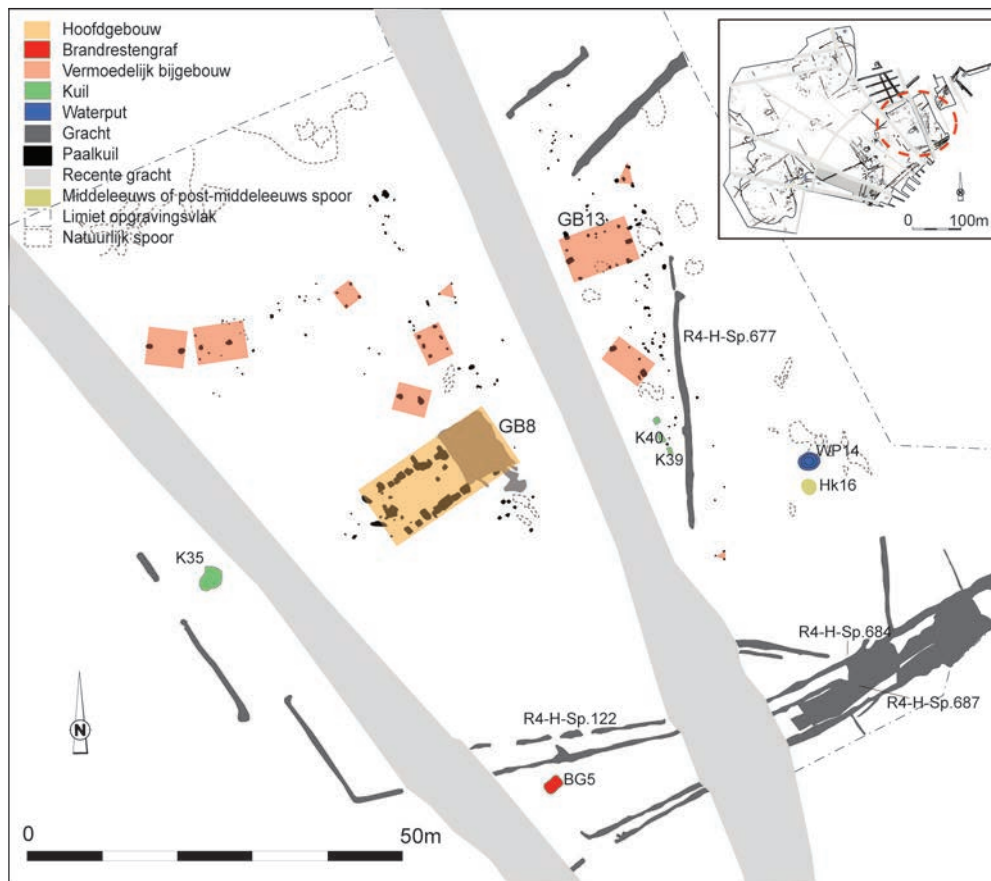 Hoofdgebouw
Brandrestengraf
Vermoedelijk bijgebouw
Kuil
Waterput
Gracht
Paalkuil
Recente gracht
Middeleeuws of post-middeleeuws spoor
Limiet opgravingsvlak
Natuurlijk spoor
N
0 100m
GB13
R4-H-Sp.677
GB8
K40
K39
WP14
Hk16
K35
R4-H-Sp.684
R4-H-Sp.687
R4-H-Sp.122
BG5
N
0 50m